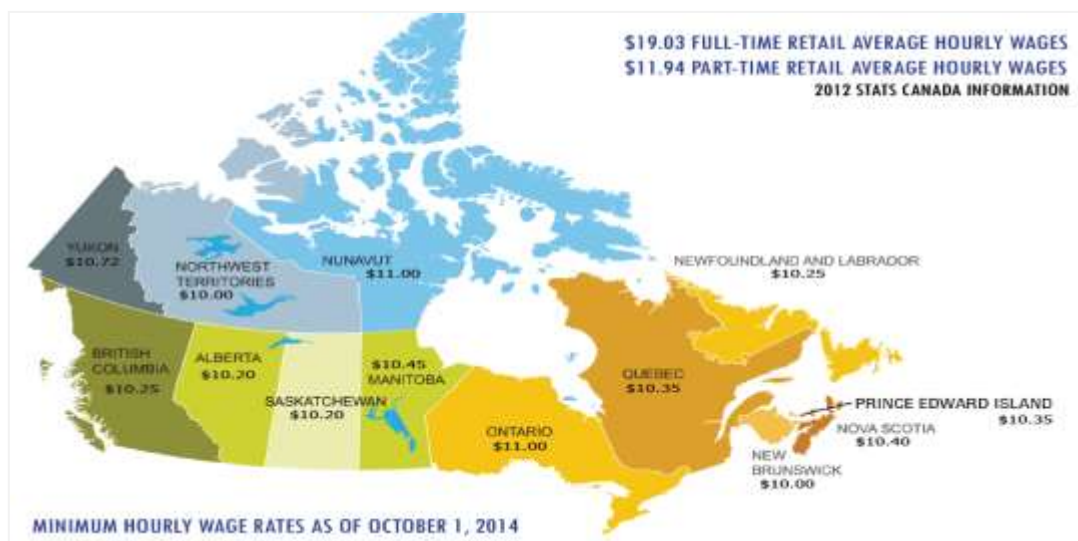 $19.03 FULL-TIME RETAIL AVERAGE HOURLY WAGES
$11.94 PART-TIME RETAIL AVERAGE HOURLY WAGES
2012 STATS CANADA INFORMATION
YUKON
$10.72
NORTHWEST
TERRITORIES
$10.00
NUNAVUT
$11.00
NEWFOUNDLAND AND LABRADOR
$10.25
BRITISH
COLUMBIA
$10.25
ALBERTA
$10.20
SASKATCHEWAN
$10.20
$10.45
MANITOBA
ONTARIO
$11.00
QUEBEC
$10.35
PRINCE EDWARD ISLAND
$10.35
NOVA SCOTIA
$10.40
NEW
BRUNSWICK
$10.00
MINIMUM HOURLY WAGE RATES AS OF OCTOBER 1, 2014